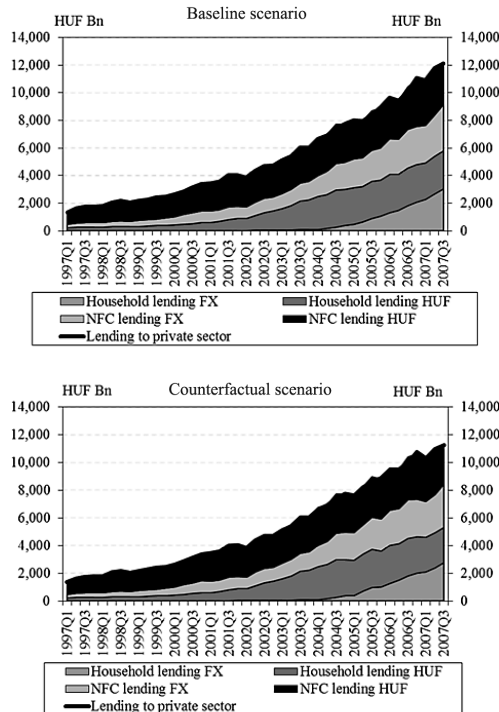 Baseline scenario
HUF Bn HUF Bn
14,000 14,000
12,000 12,000
10,000 10,000
8,000 8,000
6,000 6,000
4,000 4,000
2,000 2,000
0 0
1997Q1 1997Q3 1998Q1 1998Q3 1999Q1 1999Q3 2000Q1 2000Q3 2001Q1 2001Q3 2002Q1 2002Q3 2003Q1 2003Q3 2004Q1 2004Q3 2005Q1 2005Q3 2006Q1 2006Q3 2007Q1 2007Q3
Household lending FX Household lending HUF
NFC lending FX NFC lending HUF
Lending to private sector
HUF Bn Counterfactual scenario HUF Bn
14,000 14,000
12,000 12,000
10,000 10,000
8,000 8,000
6,000 6,000
4,000 4,000
2,000 2,000
0 0
1997Q1 1997Q3 1998Q1 1998Q3 1999Q1 1999Q3 2000Q1 2000Q3 2001Q1 2001Q3 2002Q1 2002Q3 2003Q1 2003Q3 2004Q1 2004Q3 2005Q1 2005Q3 2006Q1 2006Q3 2007Q1 2007Q3
Household lending FX Household lending HUF
NFC lending FX NFC lending HUF
Lending to private sector